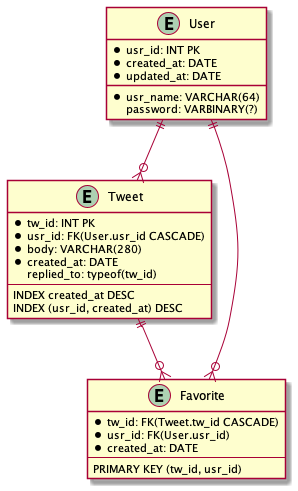 E User
● usr_id: INT PK
● created_at: DATE
● updated_at: DATE
● usr_name: VARCHAR(64)
password: VARBINARY(?)
E Tweet
● tw_id: INT PK
● usr_id: FK(User.usr_id CASCADE)
● body: VARCHAR(280)
● created_at: DATE
replied_to: typeof(tw_id)
INDEX created_at DESC
INDEX (usr_id, created_at) DESC
E Favorite
● tw_id: FK(Tweet.tw_id CASCADE)
● usr_id: FK(User.usr_id)
● created_at: DATE
PRIMARY KEY (tw_id, usr_id)